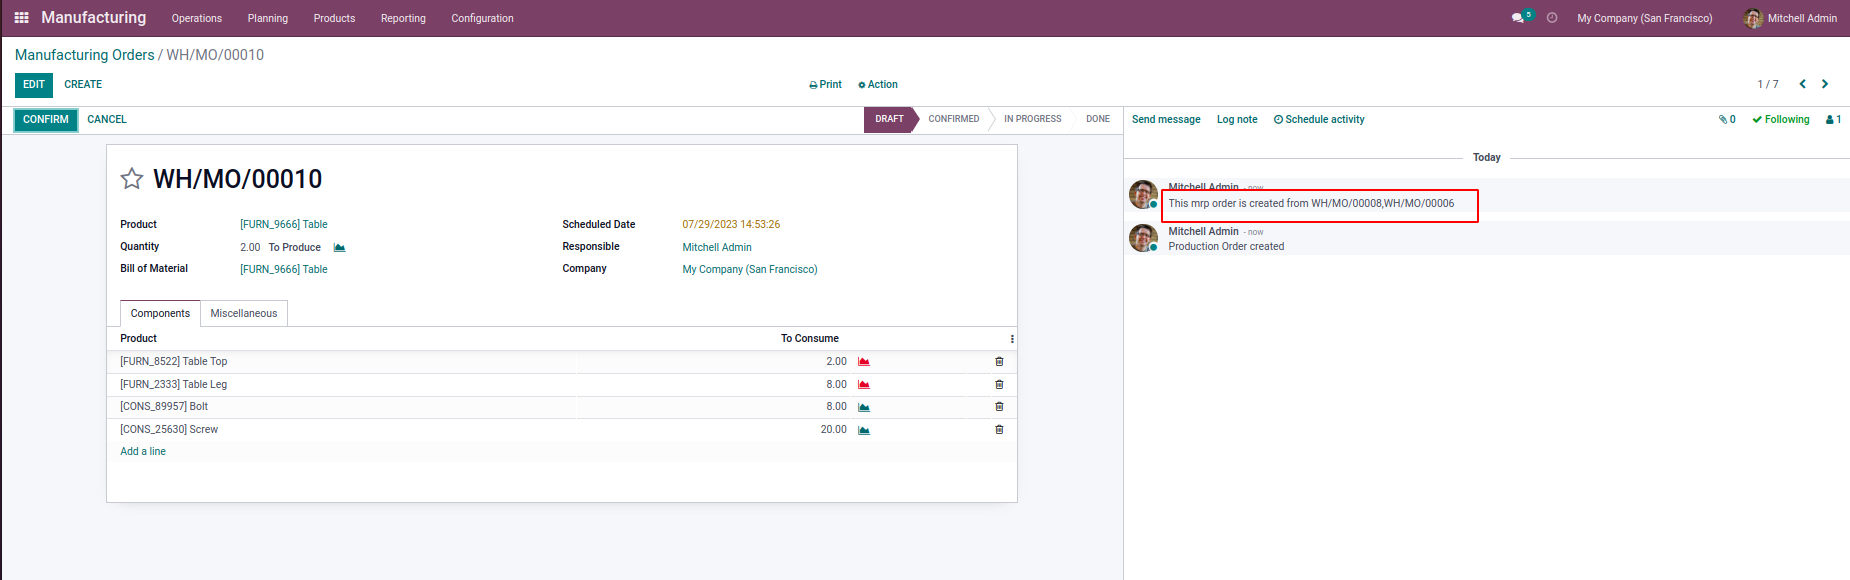 Manufacturing Operations Planning Products Reporting Configuration 5 My Company (San Francisco) Mitchell Admin
Manufacturing Orders / WH/MO/00010
EDIT CREATE Print Action 1 / 7
CONFIRM CANCEL DRAFT CONFIRMED IN PROGRESS DONE
Send message Log note Schedule activity 0 Following 1
WH/MO/00010
Product [FURN_9666] Table Scheduled Date 07/29/2023 14:53:26
Quantity 2.00 To Produce Responsible Mitchell Admin
Bill of Material [FURN_9666] Table Company My Company (San Francisco)
Components Miscellaneous
Product To Consume
[FURN_8522] Table Top 2.00
[FURN_2333] Table Leg 8.00
[CONS_89957] Bolt 8.00
[CONS_25630] Screw 20.00
Add a line
Today
Mitchell Admin - now
This mrp order is created from WH/MO/00008,WH/MO/00006
Mitchell Admin - now
Production Order created